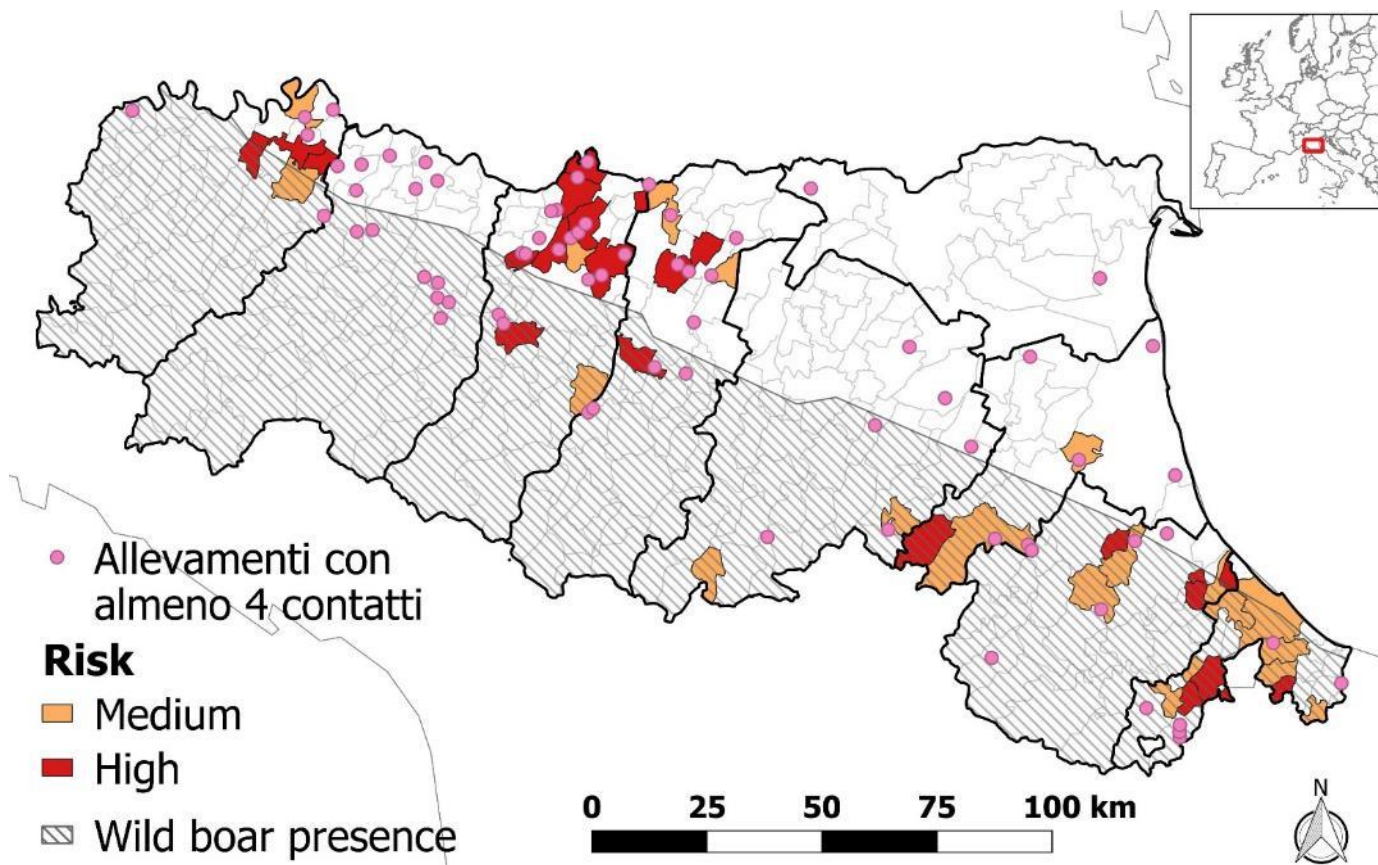 Allevamenti con
almeno 4 contatti
Risk
Medium
High
Wild boar presence
0 25 50 75 100 km
N